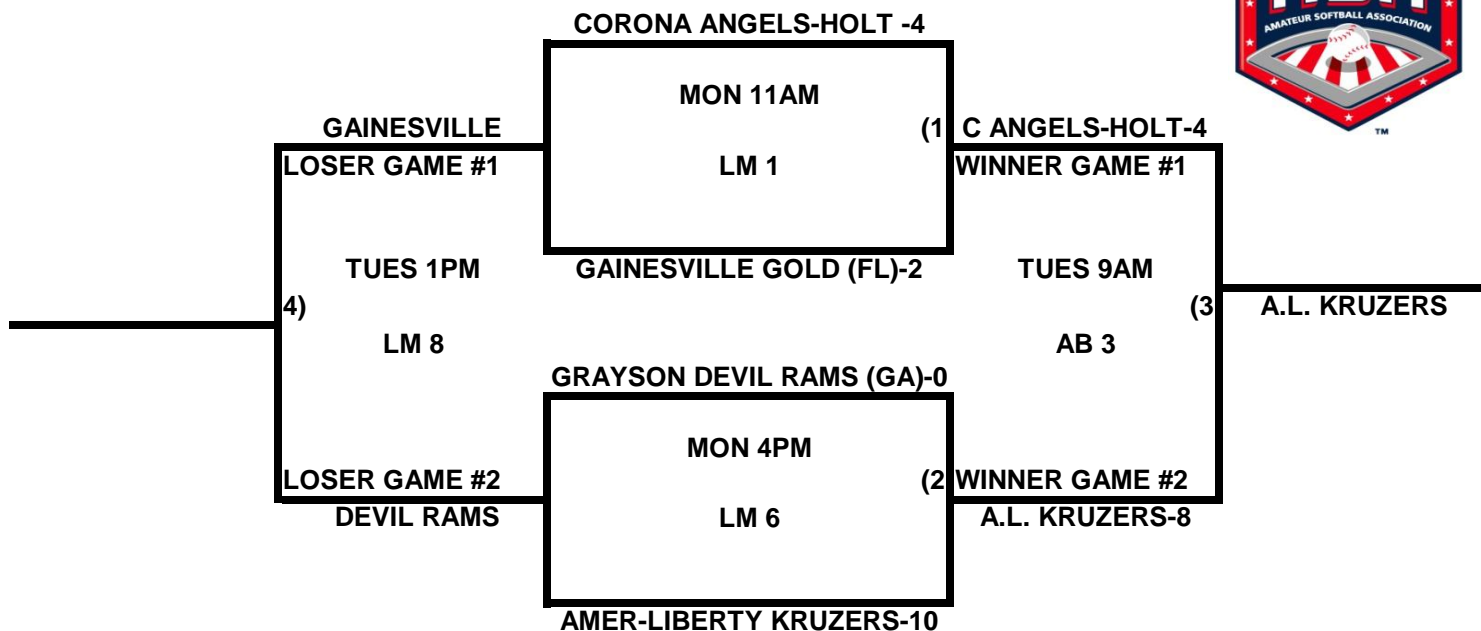 CORONA ANGELS-HOLT -4
AMATEUR SOFTBALL ASSOCIATION
TM
MON 11AM
GAINESVILLE
(1
C ANGELS-HOLT-4
LOSER GAME #1
LM 1
WINNER GAME #1
TUES 1PM
GAINESVILLE GOLD (FL)-2
TUES 9AM
4)
(3
A.L. KRUZERS
LM 8
AB 3
GRAYSON DEVIL RAMS (GA)-0
MON 4PM
LOSER GAME #2
(2
WINNER GAME #2
DEVIL RAMS
LM 6
A.L. KRUZERS-8
AMER-LIBERTY KRUZERS-10